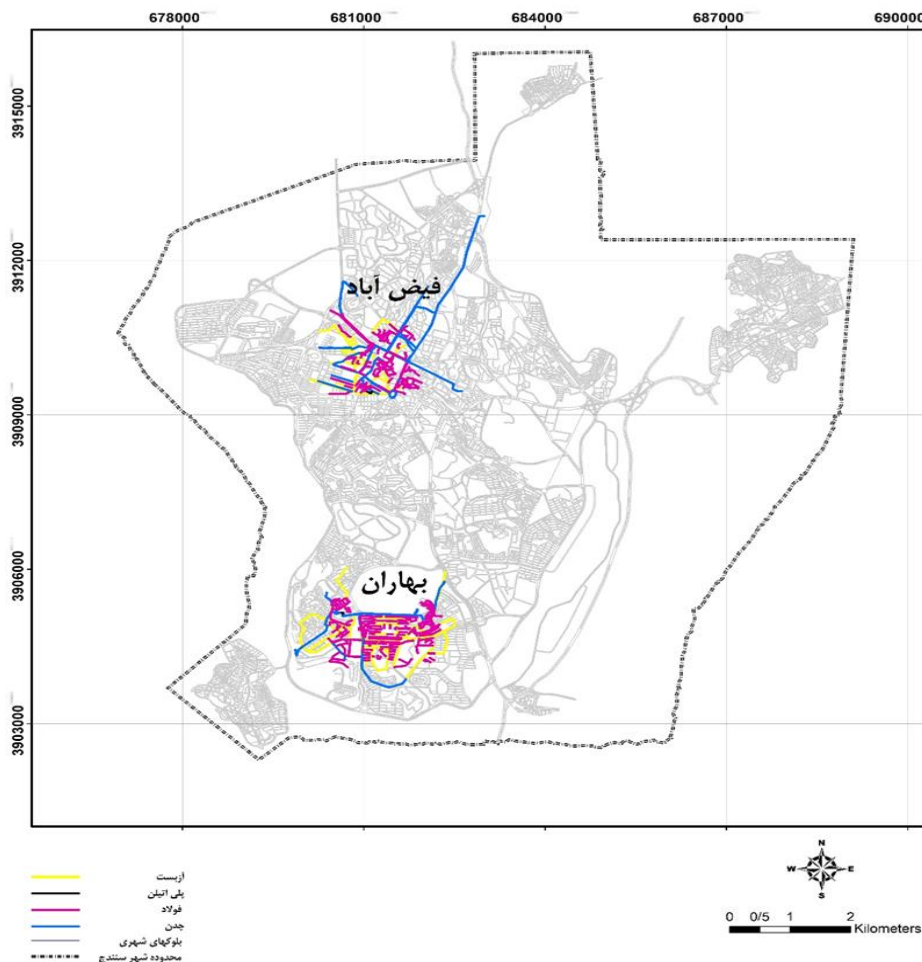 678000 681000 684000 687000 690000
3915000
3912000
فیض آباد
3909000
3906000
بهاران
3903000
آزبست
پلی اتیلن
فولاد
چدن
بلوکهای شهری
محدوده شهر سنندج
N
W E
S
0 0/5 1 2
Kilometers